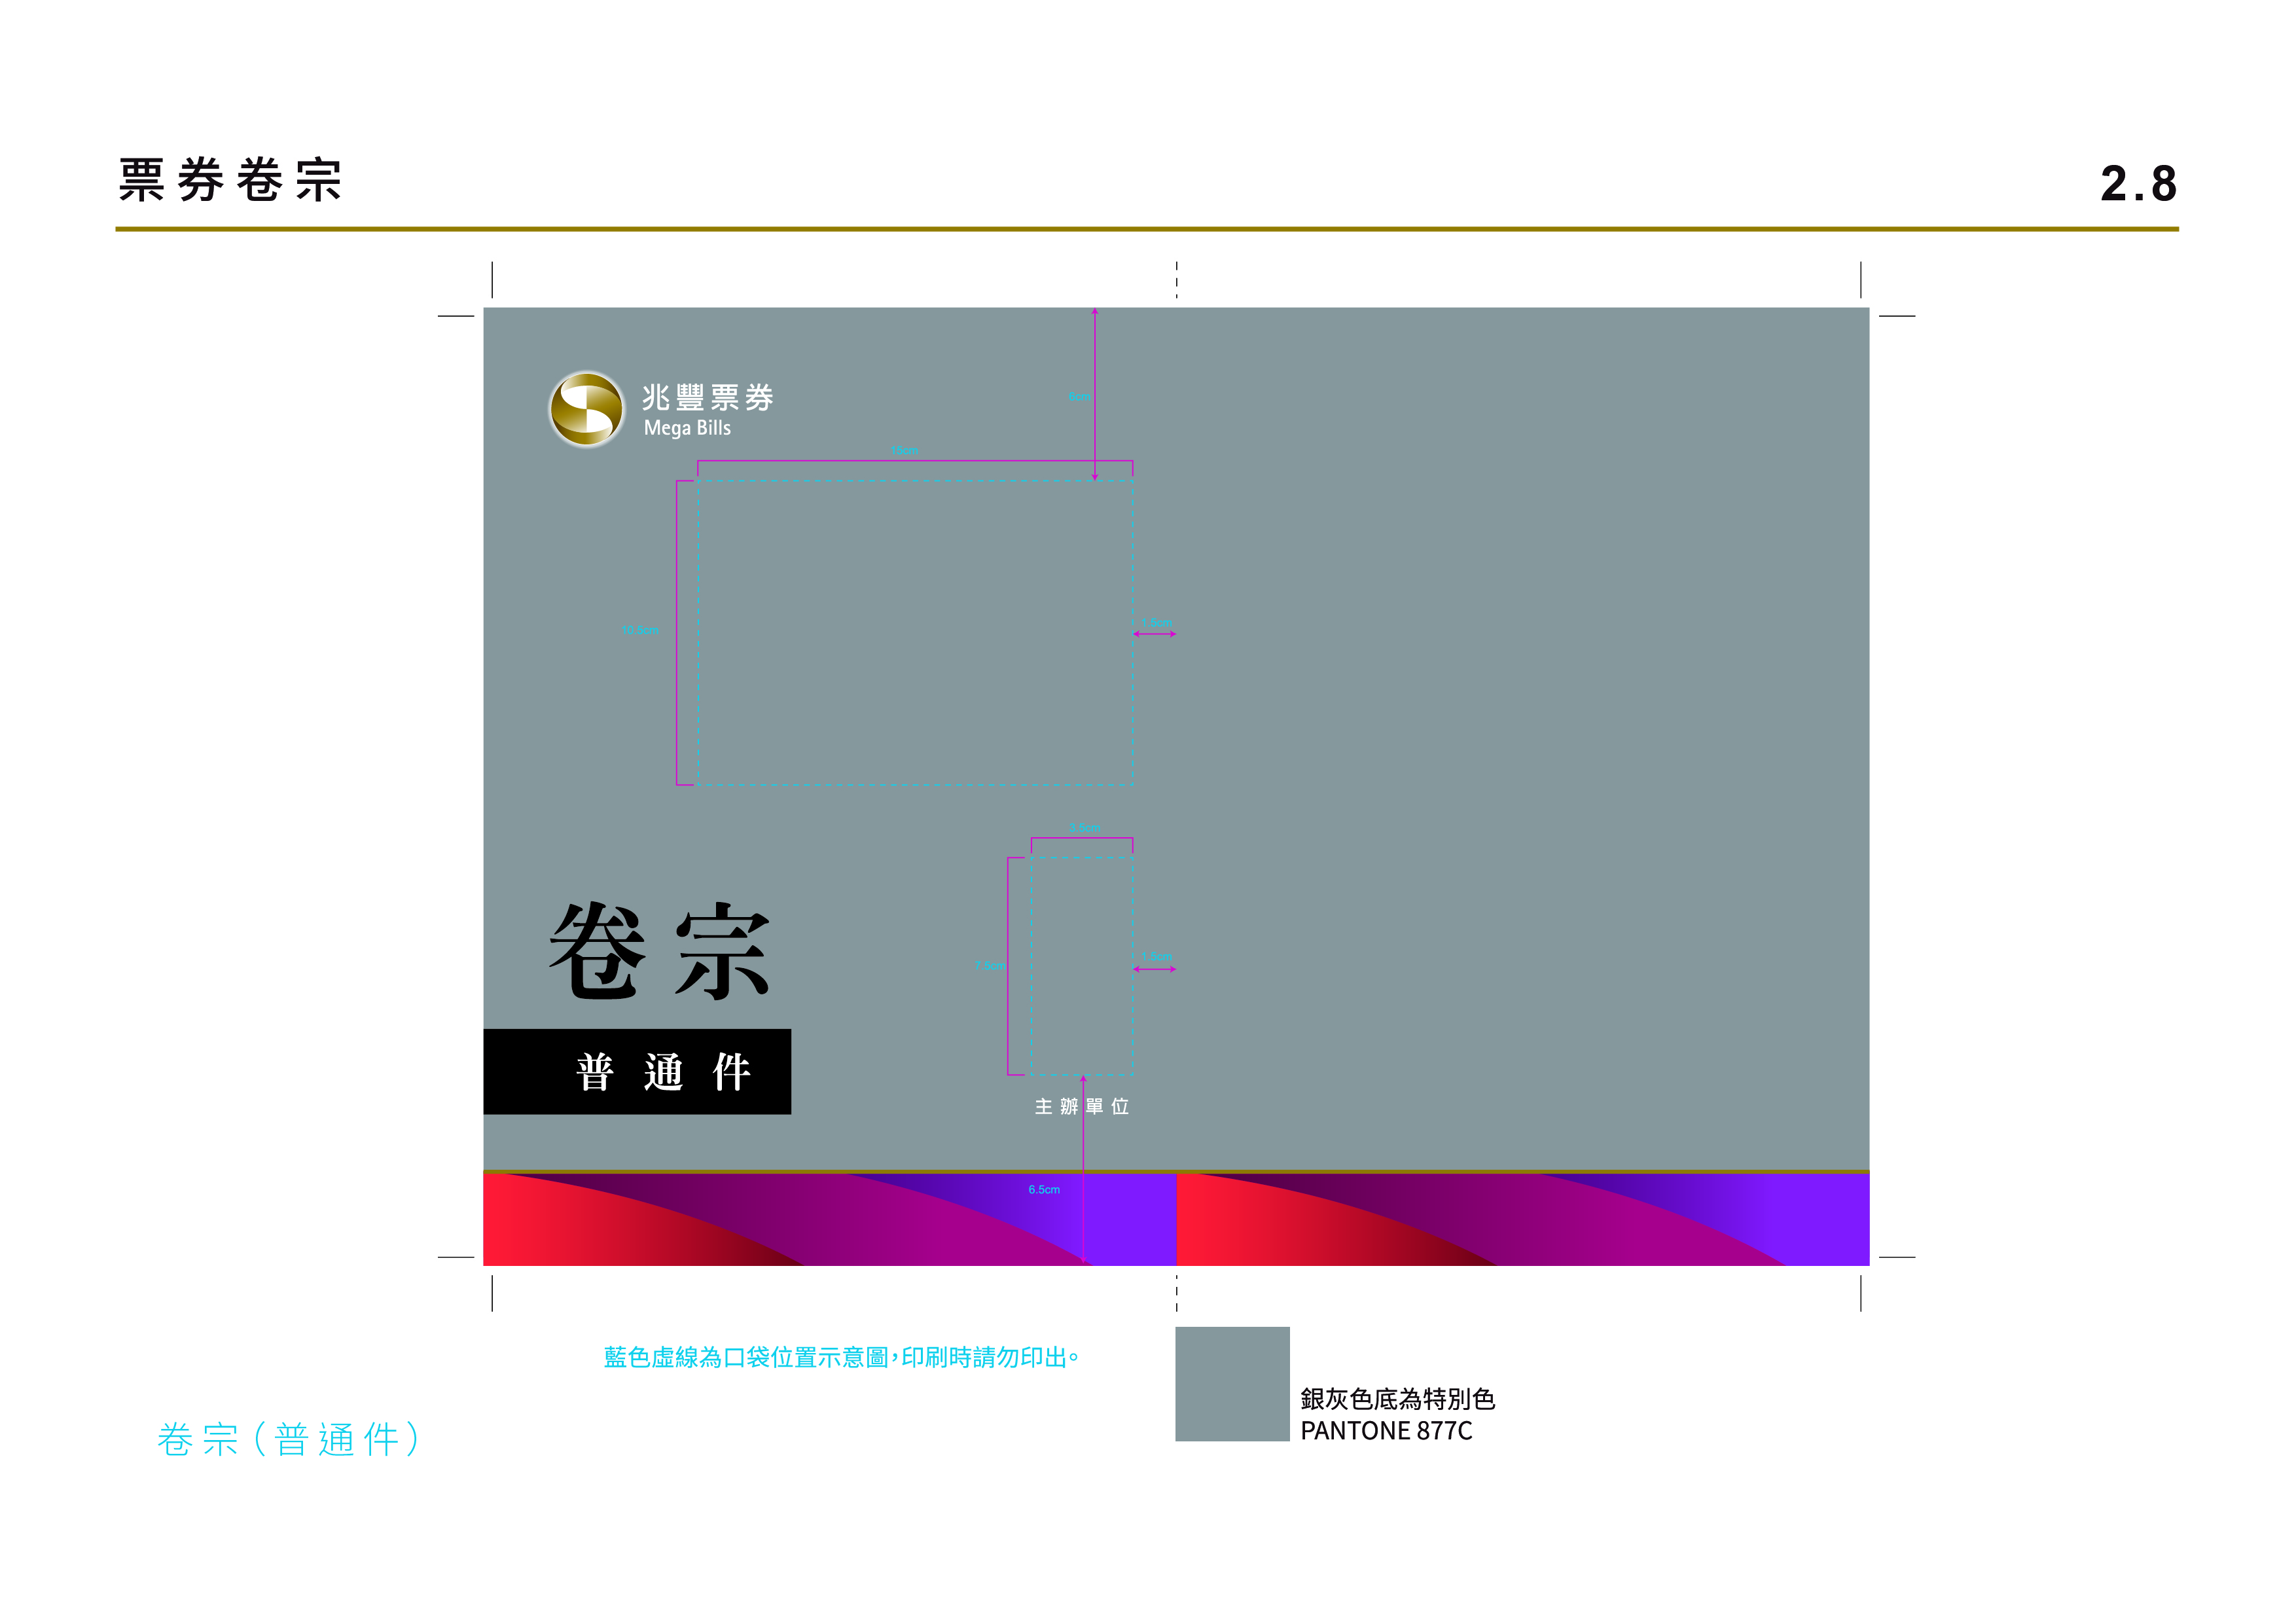 票券卷宗
2.8
兆豐票券
Mega Bills
6cm
15cm
10.5cm
1.5cm
3.5cm
7.5cm
1.5cm
卷宗
普通件
主辦單位
6.5cm
藍色虛線為口袋位置示意圖，印刷時請勿印出。
銀灰色底為特別色
PANTONE 877C
卷宗（普通件）